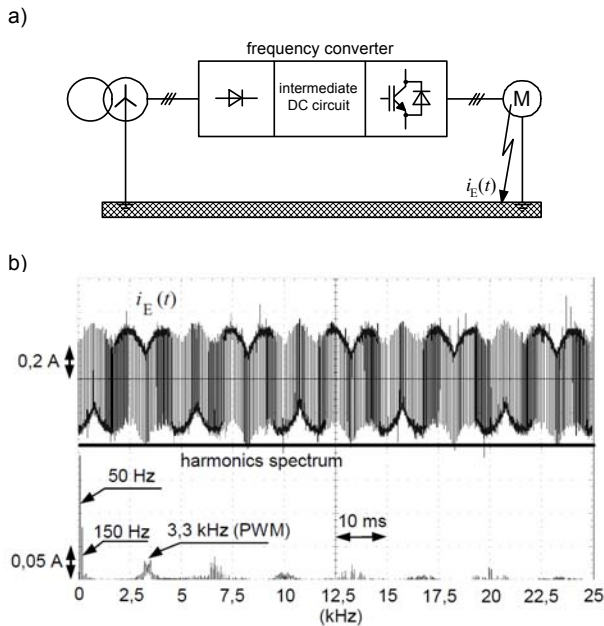 a)
frequency converter
intermediate
DC circuit
M
i_E(t)
b)
i_E (t)
0,2 A
harmonics spectrum
50 Hz
150 Hz
3,3 kHz (PWM)
10 ms
0,05 A
0 2,5 5 7,5 10 12,5 15 17,5 20 22,5 25
(kHz)